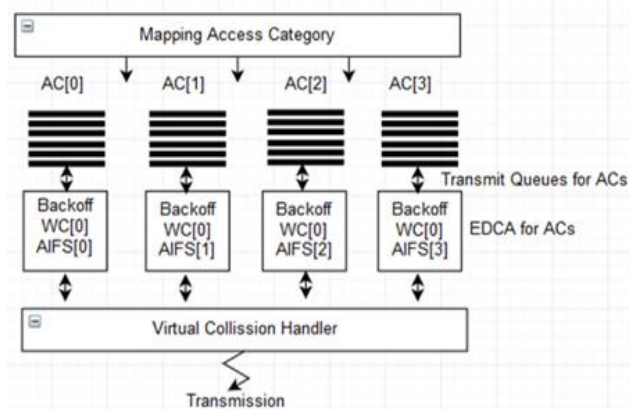 Mapping Access Category
AC[0] AC[1] AC[2] AC[3]
Transmit Queues for ACs
Backoff
WC[0]
AIFS[0]
Backoff
WC[0]
AIFS[1]
Backoff
WC[0]
AIFS[2]
Backoff
WC[0]
AIFS[3]
EDCA for ACs
Virtual Collission Handler
Transmission